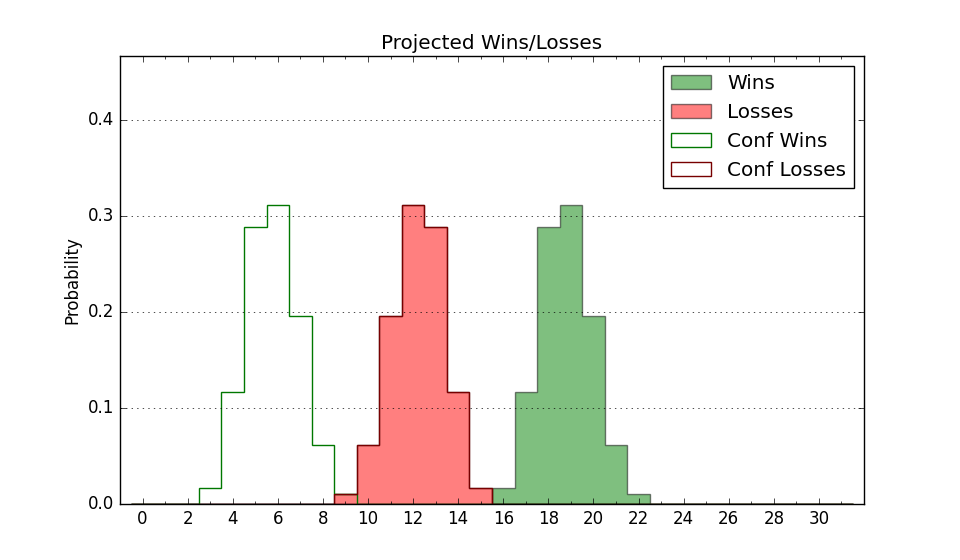 Projected Wins/Losses
Wins
Losses
Conf Wins
Conf Losses
Probability
0.4
0.3
0.2
0.1
0.0
0 2 4 6 8 10 12 14 16 18 20 22 24 26 28 30